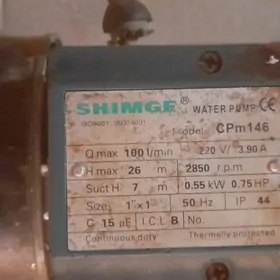 SHIMGE® WATER PUMP CE
ISO9001 ISO14001 Model CPm146
Q max 100 l/min 220 V/ 3.90 A
H max 26 m 2850 r.p.m
Suct H 7 m 0.55 kW 0.75 HP
Size: 1"×1" 50 Hz IP 44
C 15 µF I.C.L B No.
Continuous duty Thermally protected